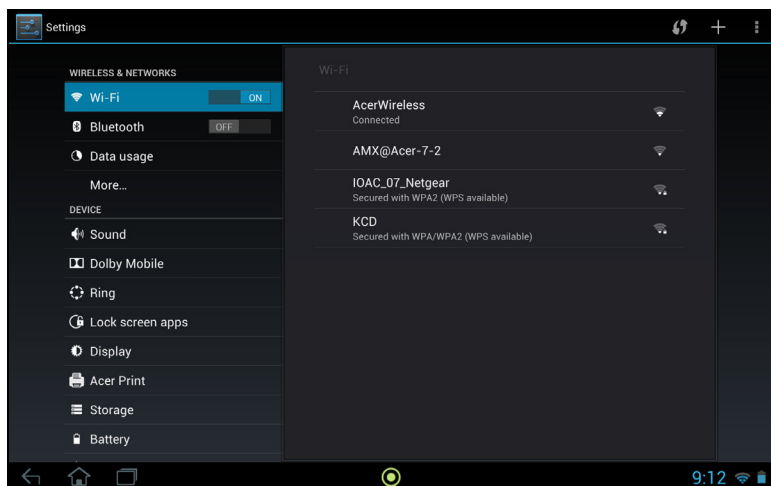 Settings
WIRELESS & NETWORKS
Wi-Fi
ON
Bluetooth
OFF
Data usage
More...
DEVICE
Sound
Dolby Mobile
Ring
Lock screen apps
Display
Acer Print
Storage
Battery
Wi-Fi
AcerWireless
Connected
AMX@Acer-7-2
IOAC_07_Netgear
Secured with WPA2 (WPS available)
KCD
Secured with WPA/WPA2 (WPS available)
9:12